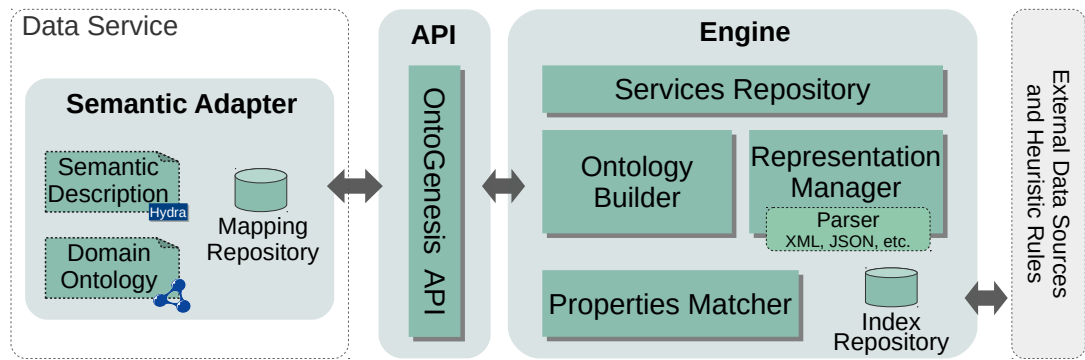 Data Service
Semantic Adapter
Semantic
Description
Hydra
Mapping
Repository
Domain
Ontology
API
OntoGenesis API
Engine
Services Repository
Ontology
Builder
Representation
Manager
Parser
XML, JSON, etc.
Properties Matcher
Index
Repository
External Data Sources
and Heuristic Rules